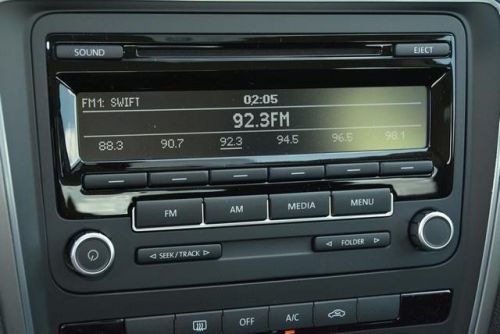 SOUND
EJECT
FM1: SWIFT 02:05
92.3FM
88.3 90.7 92.3 94.5 96.5 98.1
FM AM MEDIA MENU
SEEK/TRACK FOLDER
OFF A/C